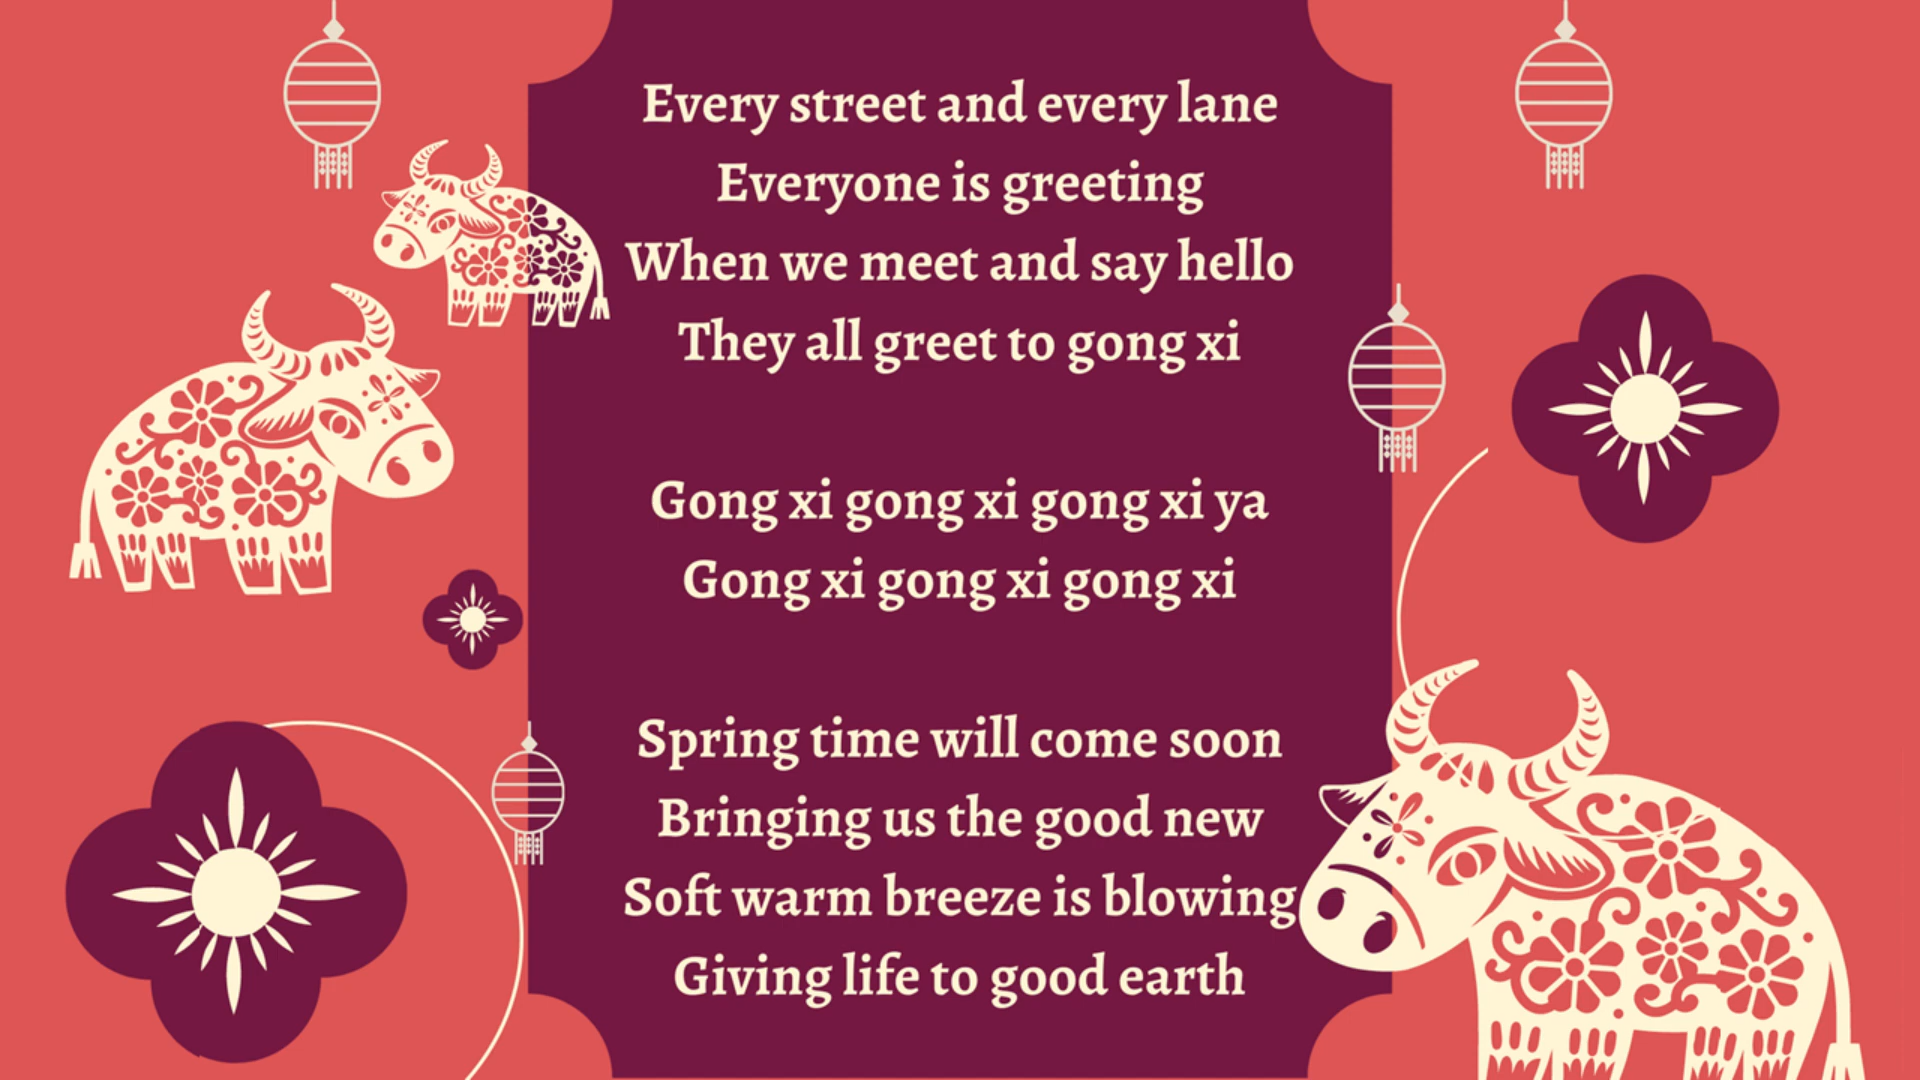 Every street and every lane
Everyone is greeting
When we meet and say hello
They all greet to gong xi
Gong xi gong xi gong xi ya
Gong xi gong xi gong xi
Spring time will come soon
Bringing us the good new
Soft warm breeze is blowing
Giving life to good earth